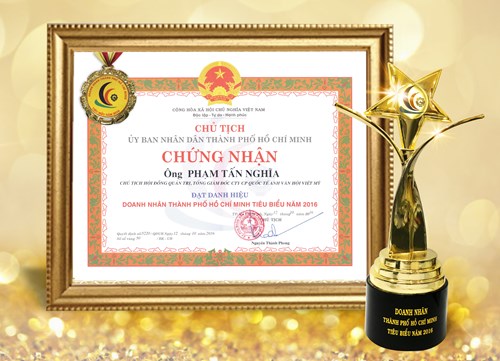 CỘNG HÒA XÃ HỘI CHỦ NGHĨA VIỆT NAM
Độc lập - Tự do - Hạnh phúc
CHỦ TỊCH
ỦY BAN NHÂN DÂN THÀNH PHỐ HỒ CHÍ MINH
CHỨNG NHẬN
Ông PHẠM TẤN NGHĨA
CHỦ TỊCH HỘI ĐỒNG QUẢN TRỊ, TỔNG GIÁM ĐỐC CTY CP QUỐC TẾ ANH VĂN HỘI VIỆT MỸ
ĐẠT DANH HIỆU
DOANH NHÂN THÀNH PHỐ HỒ CHÍ MINH TIÊU BIỂU NĂM 2016
CHỦ TỊCH
Nguyễn Thành Phong
DOANH NHÂN
THÀNH PHỐ HỒ CHÍ MINH
TIÊU BIỂU NĂM 2016